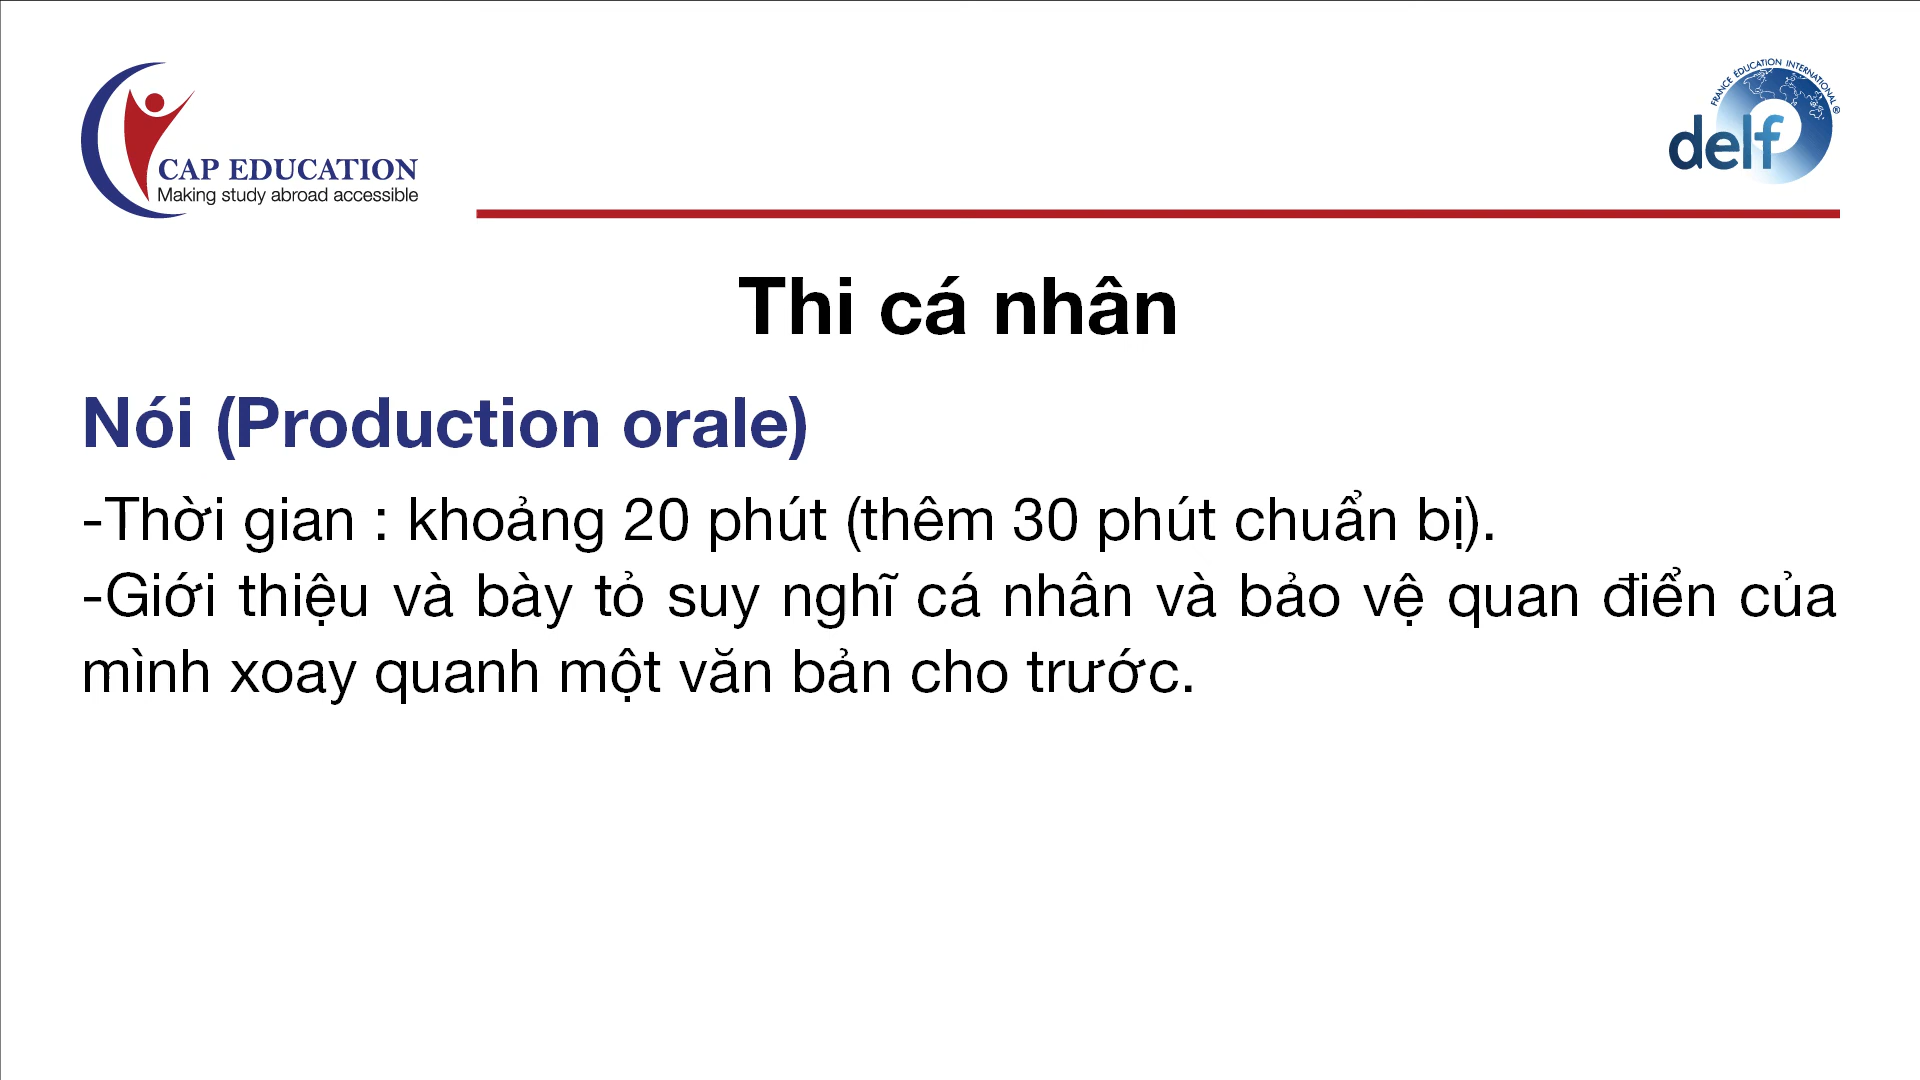 CAP EDUCATION
Making study abroad accessible
FRANCE ÉDUCATION INTERNATIONAL®
delf
Thi cá nhân
Nói (Production orale)
-Thời gian : khoảng 20 phút (thêm 30 phút chuẩn bị).
-Giới thiệu và bày tỏ suy nghĩ cá nhân và bảo vệ quan điển của
mình xoay quanh một văn bản cho trước.